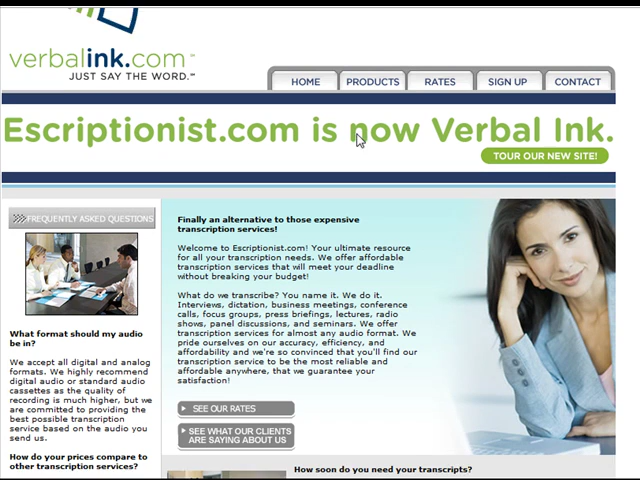 verbalink.com℠
JUST SAY THE WORD.℠
HOME
PRODUCTS
RATES
SIGN UP
CONTACT
Escriptionist.com is now Verbal Ink.
TOUR OUR NEW SITE!
FREQUENTLY ASKED QUESTIONS
What format should my audio
be in?
We accept all digital and analog
formats. We highly recommend
digital audio or standard audio
cassettes as the quality of
recording is much higher, but we
are committed to providing the
best possible transcription
service based on the audio you
send us.
How do your prices compare to
other transcription services?
Finally an alternative to those expensive
transcription services!
Welcome to Escriptionist.com! Your ultimate resource
for all your transcription needs. We offer affordable
transcription services that will meet your deadline
without breaking your budget!
What do we transcribe? You name it. We do it.
Interviews, dictation, business meetings, conference
calls, focus groups, press briefings, lectures, radio
shows, panel discussions, and seminars. We offer
transcription services for almost any audio format. We
pride ourselves on our accuracy, efficiency, and
affordability and we're so convinced that you'll find our
transcription service to be the most reliable and
affordable anywhere, that we guarantee your
satisfaction!
SEE OUR RATES
SEE WHAT OUR CLIENTS
ARE SAYING ABOUT US
How soon do you need your transcripts?